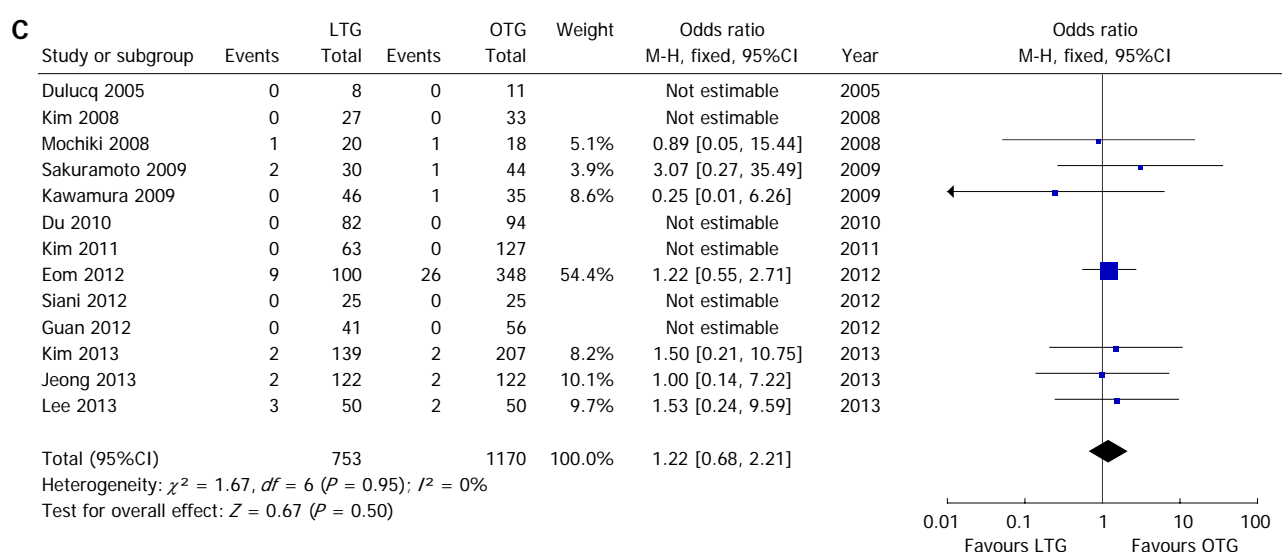 C
LTG OTG Weight Odds ratio Odds ratio
Study or subgroup Events Total Events Total M-H, fixed, 95%CI Year M-H, fixed, 95%CI
Dulucq 2005 0 8 0 11 Not estimable 2005
Kim 2008 0 27 0 33 Not estimable 2008
Mochiki 2008 1 20 1 18 5.1% 0.89 [0.05, 15.44] 2008
Sakuramoto 2009 2 30 1 44 3.9% 3.07 [0.27, 35.49] 2009
Kawamura 2009 0 46 1 35 8.6% 0.25 [0.01, 6.26] 2009
Du 2010 0 82 0 94 Not estimable 2010
Kim 2011 0 63 0 127 Not estimable 2011
Eom 2012 9 100 26 348 54.4% 1.22 [0.55, 2.71] 2012
Siani 2012 0 25 0 25 Not estimable 2012
Guan 2012 0 41 0 56 Not estimable 2012
Kim 2013 2 139 2 207 8.2% 1.50 [0.21, 10.75] 2013
Jeong 2013 2 122 2 122 10.1% 1.00 [0.14, 7.22] 2013
Lee 2013 3 50 2 50 9.7% 1.53 [0.24, 9.59] 2013
Total (95%CI) 753 1170 100.0% 1.22 [0.68, 2.21]
Heterogeneity: χ² = 1.67, df = 6 (P = 0.95); I² = 0%
Test for overall effect: Z = 0.67 (P = 0.50)
0.01 0.1 1 10 100
Favours LTG Favours OTG